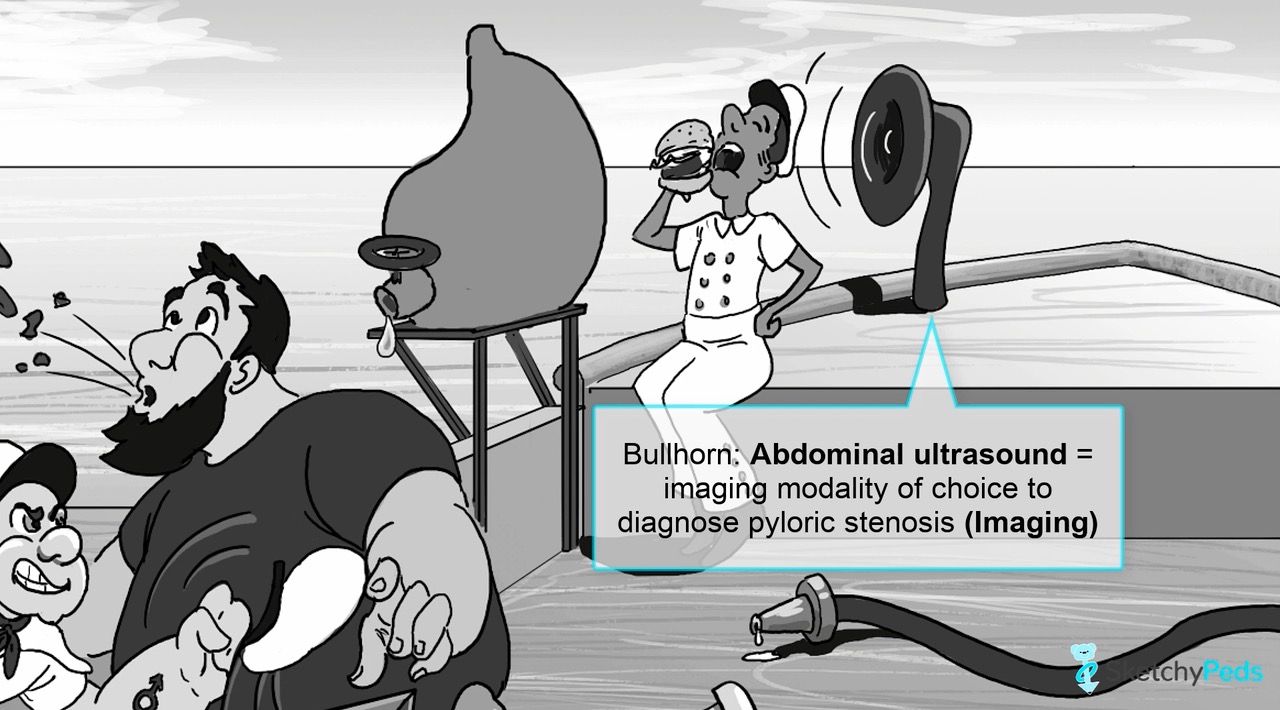 Bullhorn: Abdominal ultrasound =
imaging modality of choice to
diagnose pyloric stenosis (Imaging)
SketchyPeds